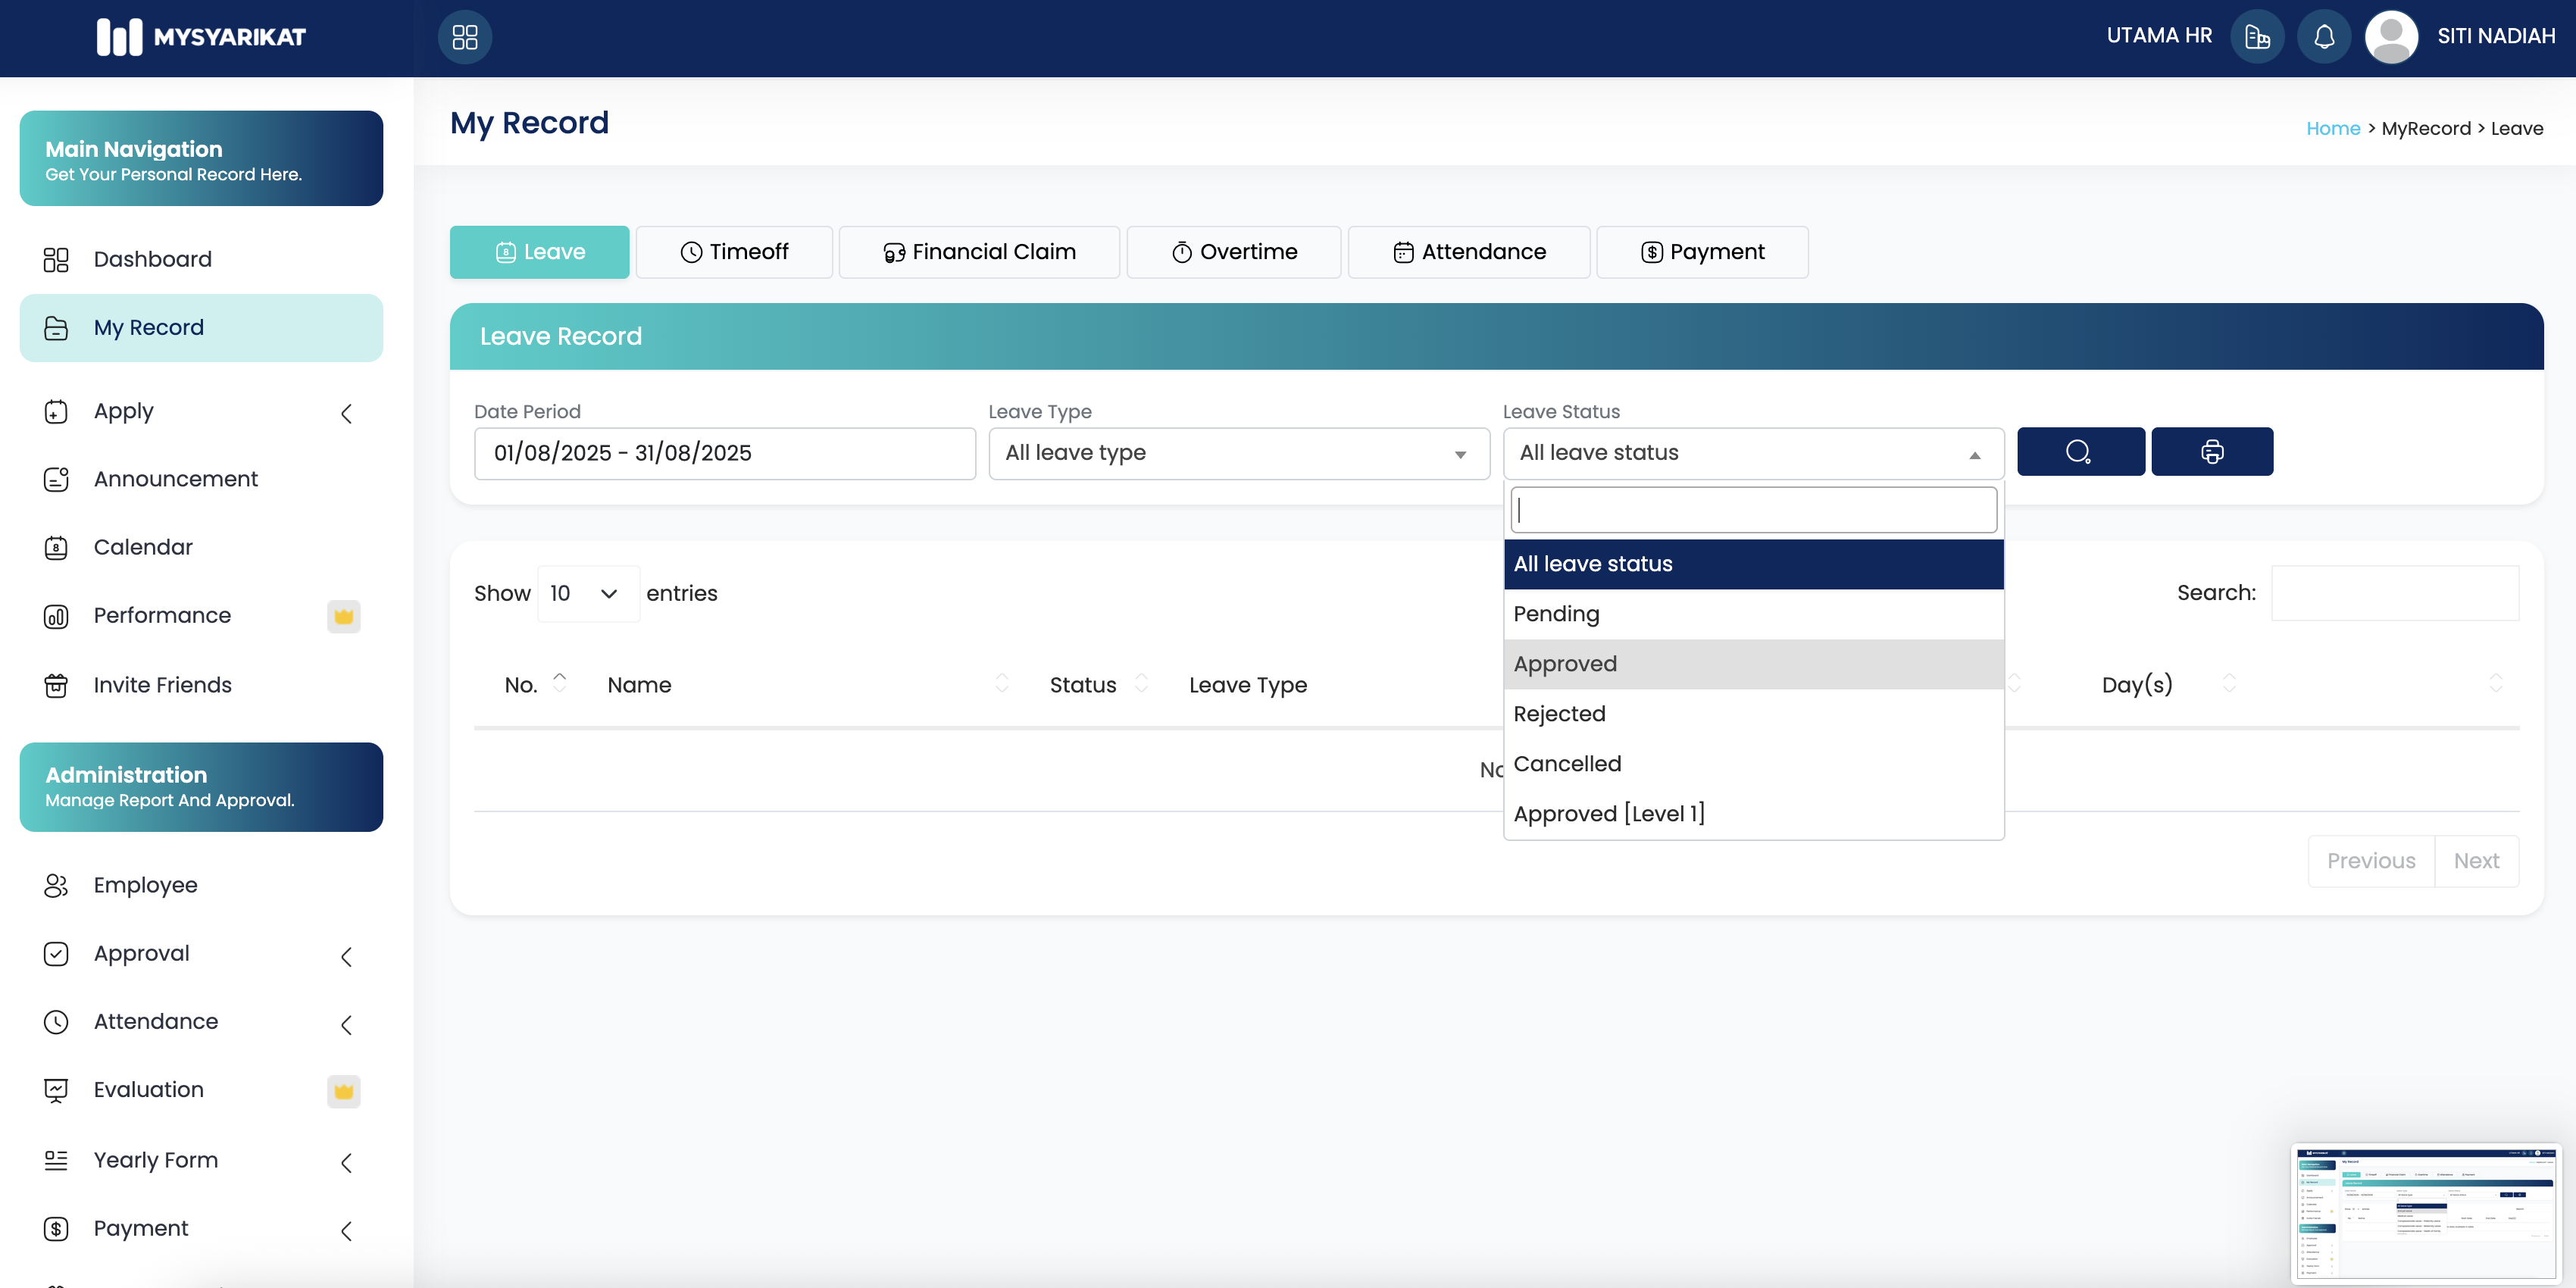 MYSYARIKAT
UTAMA HR
SITI NADIAH
Main Navigation
Get Your Personal Record Here.
Dashboard
My Record
Apply
Announcement
Calendar
Performance
Invite Friends
Administration
Manage Report And Approval.
Employee
Approval
Attendance
Evaluation
Yearly Form
Payment
My Record
Home > MyRecord > Leave
Leave Timeoff Financial Claim Overtime Attendance Payment
Leave Record
Date Period Leave Type Leave Status
01/08/2025 - 31/08/2025 All leave type All leave status
All leave status
Pending
Approved
Rejected
Cancelled
Approved [Level 1]
Show 10 entries Search:
No. Name Status Leave Type Day(s)
Previous Next